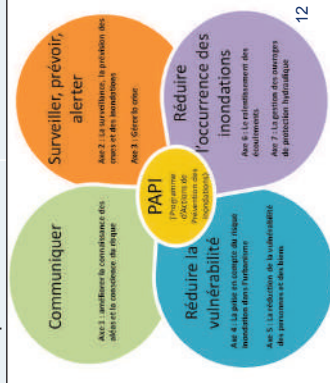 Communiquer
Axe 1 : améliorer la connaissance des
aléas et la conscience du risque
Surveiller, prévoir,
alerter
Axe 2 : La surveillance, la prévision des
crues et des inondations
Axe 3 : Gérer la crise
PAPI
(Programme
d'Actions de
Prévention des
Inondations)
Réduire la
vulnérabilité
Axe 4 : La prise en compte du risque
inondation dans l'urbanisme
Axe 5 : La réduction de la vulnérabilité
des personnes et des biens
Réduire
l'occurrence des
inondations
Axe 6 : Le ralentissement des
écoulements
Axe 7 : La gestion des ouvrages
de protection hydraulique
12